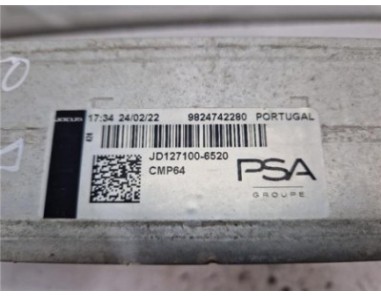 17:34 24/02/22 9824742280 PORTUGAL
JD127100-6520
CMP64
PSA
GROUPE